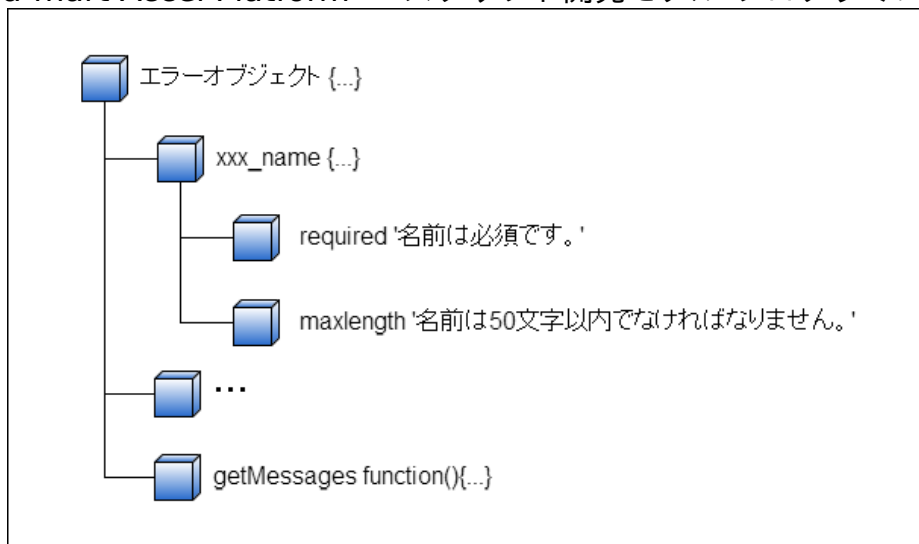 エラーオブジェクト {...}
xxx_name {...}
required '名前は必須です。'
maxlength '名前は50文字以内でなければなりません。'
...
getMessages function(){...}